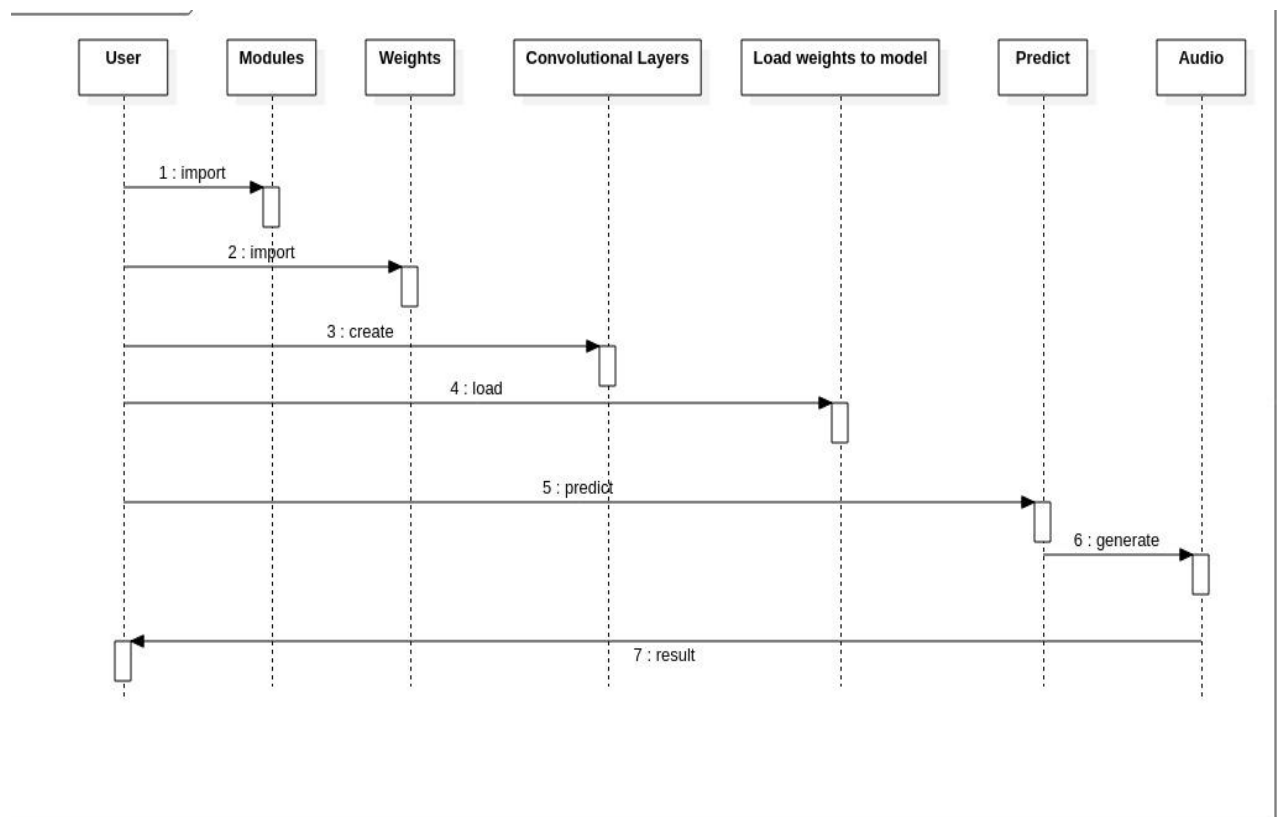 User
Modules
Weights
Convolutional Layers
Load weights to model
Predict
Audio
1 : import
2 : import
3 : create
4 : load
5 : predict
6 : generate
7 : result